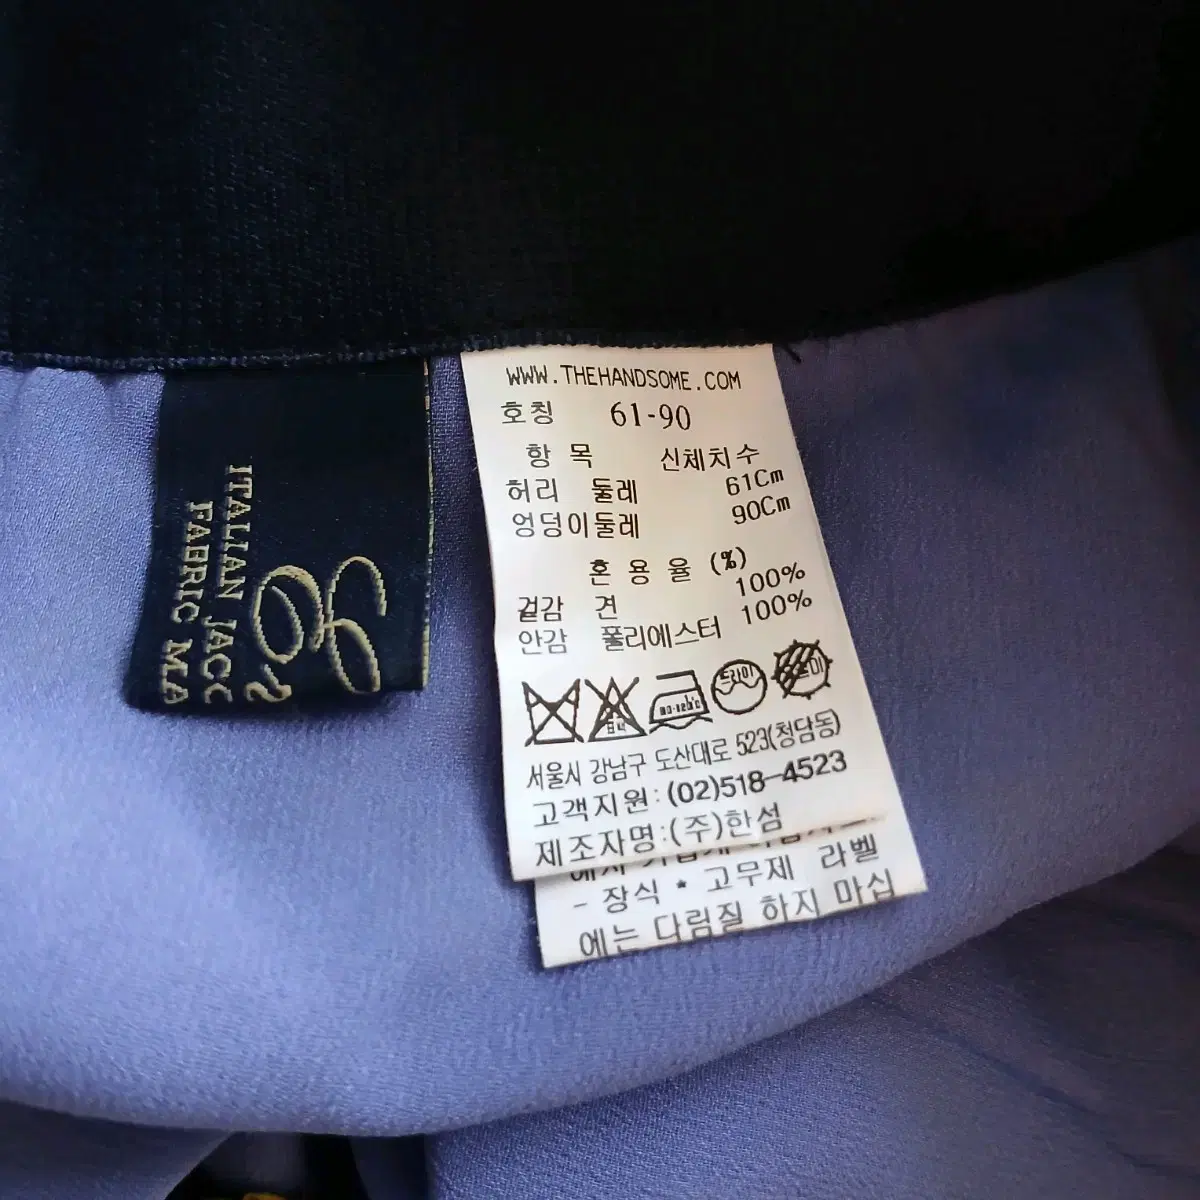 WWW.THEHANDSOME.COM
호칭 61-90
항 목 신체치수
허리 둘레 61Cm
엉덩이둘레 90Cm
혼 용 율 (%)
겉감 견 100%
안감 폴리에스터 100%
드라이
서울시 강남구 도산대로 523(청담동)
고객지원:(02)518-4523
제조자명:(주)한섬
- 장식 · 고무제 라벨
에는 다림질 하지 마십
ITALIAN JACC
FABRIC MA